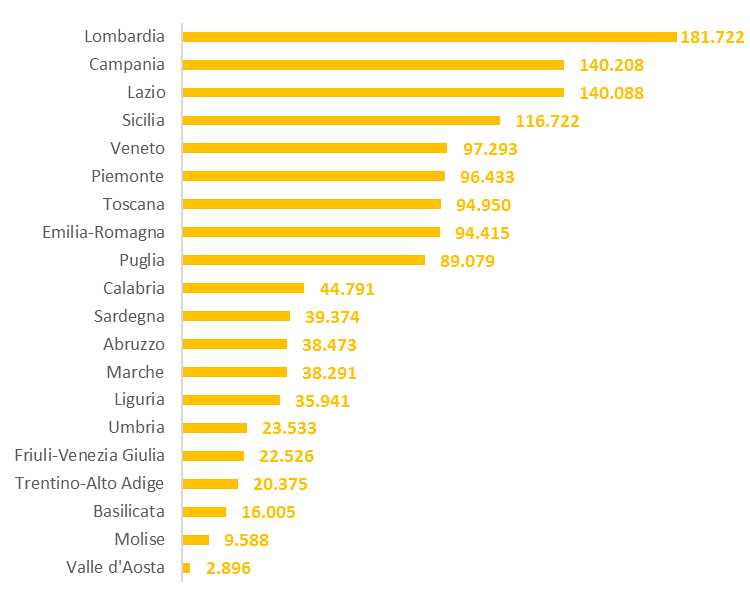 Lombardia 181.722
Campania 140.208
Lazio 140.088
Sicilia 116.722
Veneto 97.293
Piemonte 96.433
Toscana 94.950
Emilia-Romagna 94.415
Puglia 89.079
Calabria 44.791
Sardegna 39.374
Abruzzo 38.473
Marche 38.291
Liguria 35.941
Umbria 23.533
Friuli-Venezia Giulia 22.526
Trentino-Alto Adige 20.375
Basilicata 16.005
Molise 9.588
Valle d'Aosta 2.896